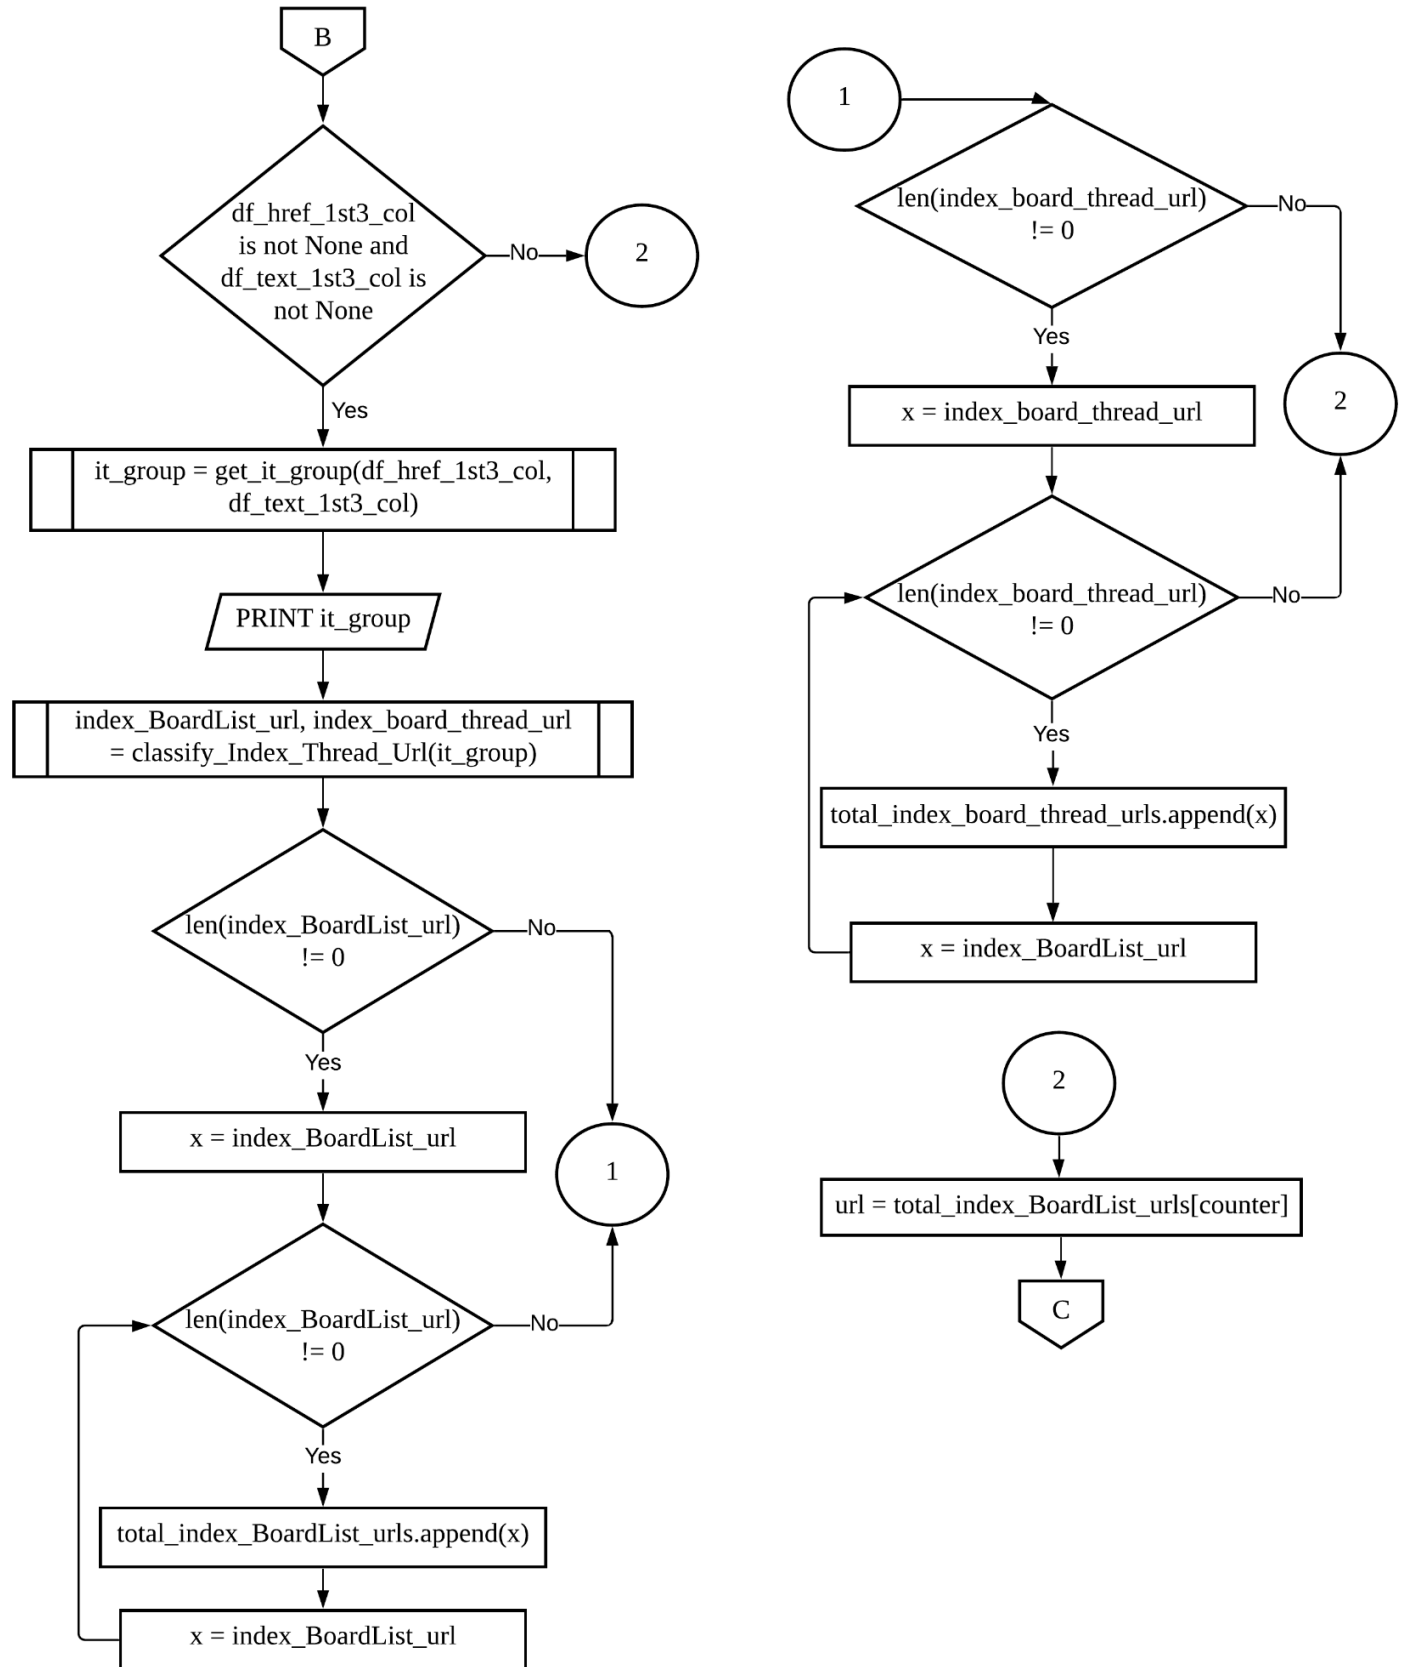 B
df_href_1st3_col
is not None and
df_text_1st3_col is
not None
No
2
Yes
it_group = get_it_group(df_href_1st3_col,
df_text_1st3_col)
PRINT it_group
index_BoardList_url, index_board_thread_url
= classify_Index_Thread_Url(it_group)
len(index_BoardList_url)
!= 0
No
Yes
x = index_BoardList_url
1
len(index_BoardList_url)
!= 0
No
Yes
total_index_BoardList_urls.append(x)
x = index_BoardList_url
1
len(index_board_thread_url)
!= 0
No
Yes
x = index_board_thread_url
2
len(index_board_thread_url)
!= 0
No
Yes
total_index_board_thread_urls.append(x)
x = index_BoardList_url
2
url = total_index_BoardList_urls[counter]
C